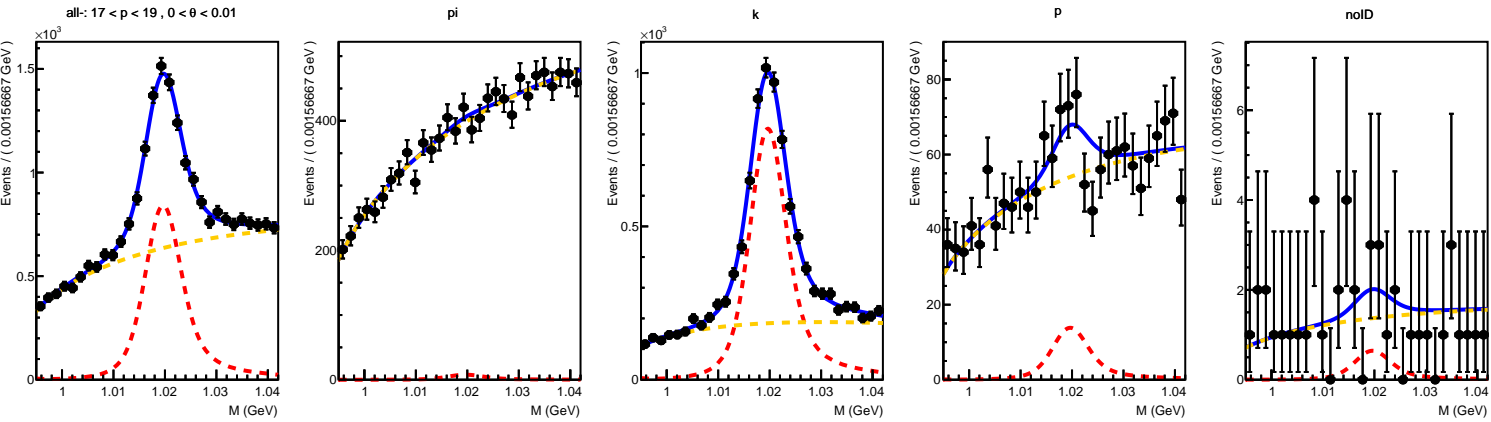 all-: 17 < p < 19 , 0 < θ < 0.01
×10³
Events / ( 0.00156667 GeV )
1.5
1
0.5
0
1 1.01 1.02 1.03 1.04
M (GeV)
pi
Events / ( 0.00156667 GeV )
400
200
0
1 1.01 1.02 1.03 1.04
M (GeV)
k
×10³
Events / ( 0.00156667 GeV )
1
0.5
0
1 1.01 1.02 1.03 1.04
M (GeV)
p
Events / ( 0.00156667 GeV )
80
60
40
20
0
1 1.01 1.02 1.03 1.04
M (GeV)
noID
Events / ( 0.00156667 GeV )
6
4
2
0
1 1.01 1.02 1.03 1.04
M (GeV)